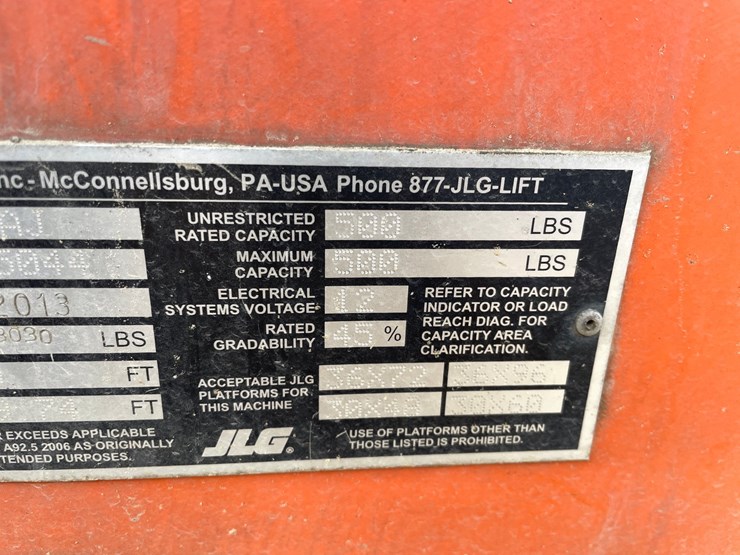 nc - McConnellsburg, PA-USA Phone 877-JLG-LIFT
AJ
UNRESTRICTED RATED CAPACITY 500 LBS
MAXIMUM CAPACITY 500 LBS
2013
ELECTRICAL SYSTEMS VOLTAGE 12
LBS
RATED GRADABILITY 45 %
REFER TO CAPACITY
INDICATOR OR LOAD
REACH DIAG. FOR
CAPACITY AREA
CLARIFICATION.
FT
FT
ACCEPTABLE JLG
PLATFORMS FOR
THIS MACHINE
36X72 36X96
30X60
R EXCEEDS APPLICABLE
A92.5 2006 AS ORIGINALLY
TENDED PURPOSES.
JLG®
USE OF PLATFORMS OTHER THAN
THOSE LISTED IS PROHIBITED.